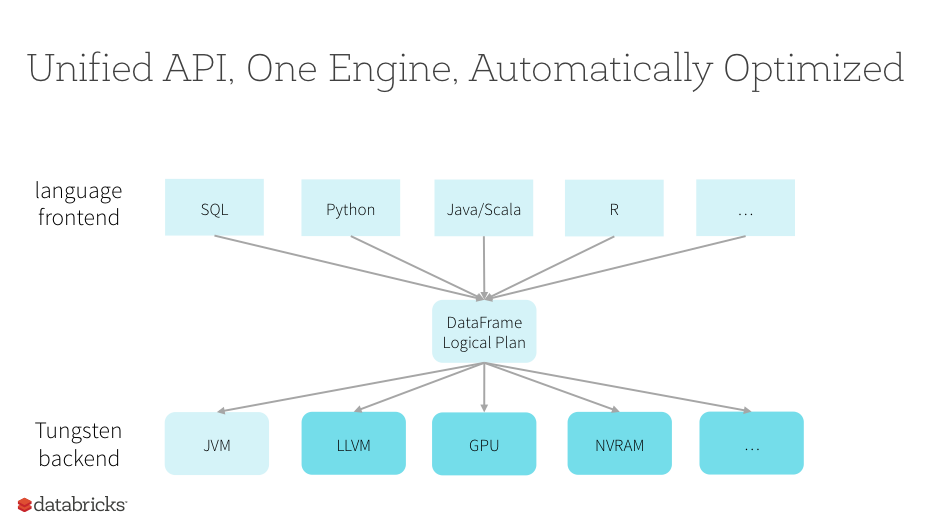 Unified API, One Engine, Automatically Optimized
language
frontend
SQL
Python
Java/Scala
R
…
DataFrame
Logical Plan
Tungsten
backend
JVM
LLVM
GPU
NVRAM
…
databricks